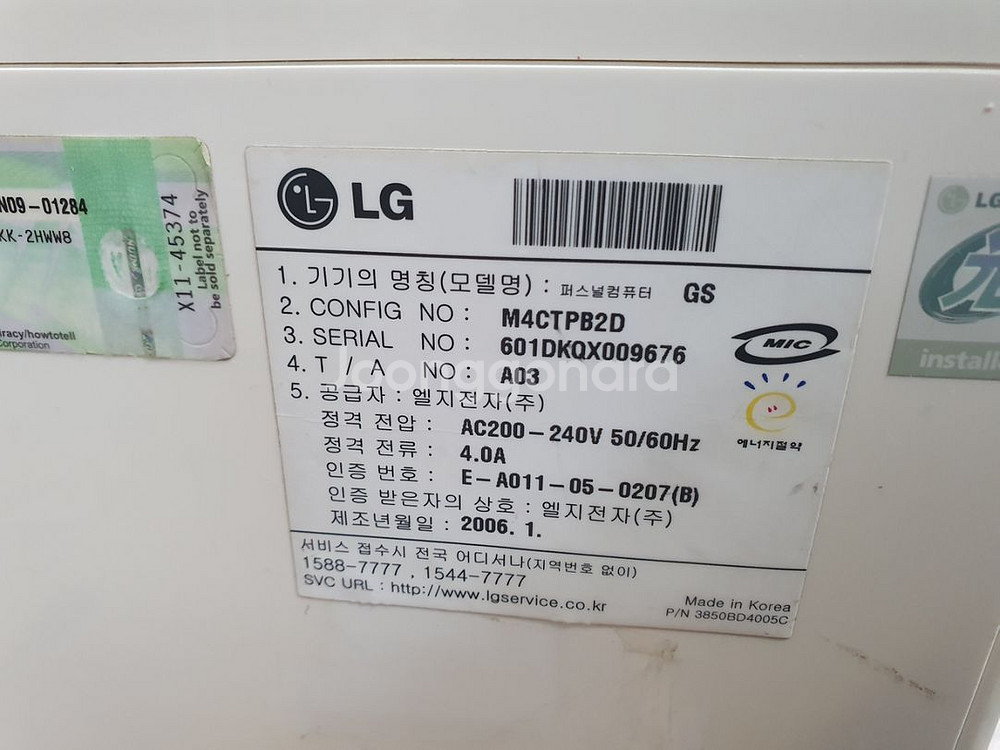 N09-01284
KK-2HWW8
X11-45374
Label not to
be sold separately
iracy/howtotell
Corporation
LG
1. 기기의 명칭(모델명) : 퍼스널컴퓨터 GS
2. CONFIG NO : M4CTPB2D
3. SERIAL NO : 601DKQX009676
4. T / A NO : A03
5. 공급자 : 엘지전자(주)
정격 전압 : AC200-240V 50/60Hz
정격 전류 : 4.0A
인증 번호 : E-A011-05-0207(B)
인증 받은자의 상호 : 엘지전자(주)
제조년월일 : 2006. 1.
MIC
에너지절약
서비스 접수시 전국 어디서나(지역번호 없이)
1588-7777 , 1544-7777
SVC URL : http://www.lgservice.co.kr
Made in Korea
P/N 3850BD4005C
joonggonara
LG
install